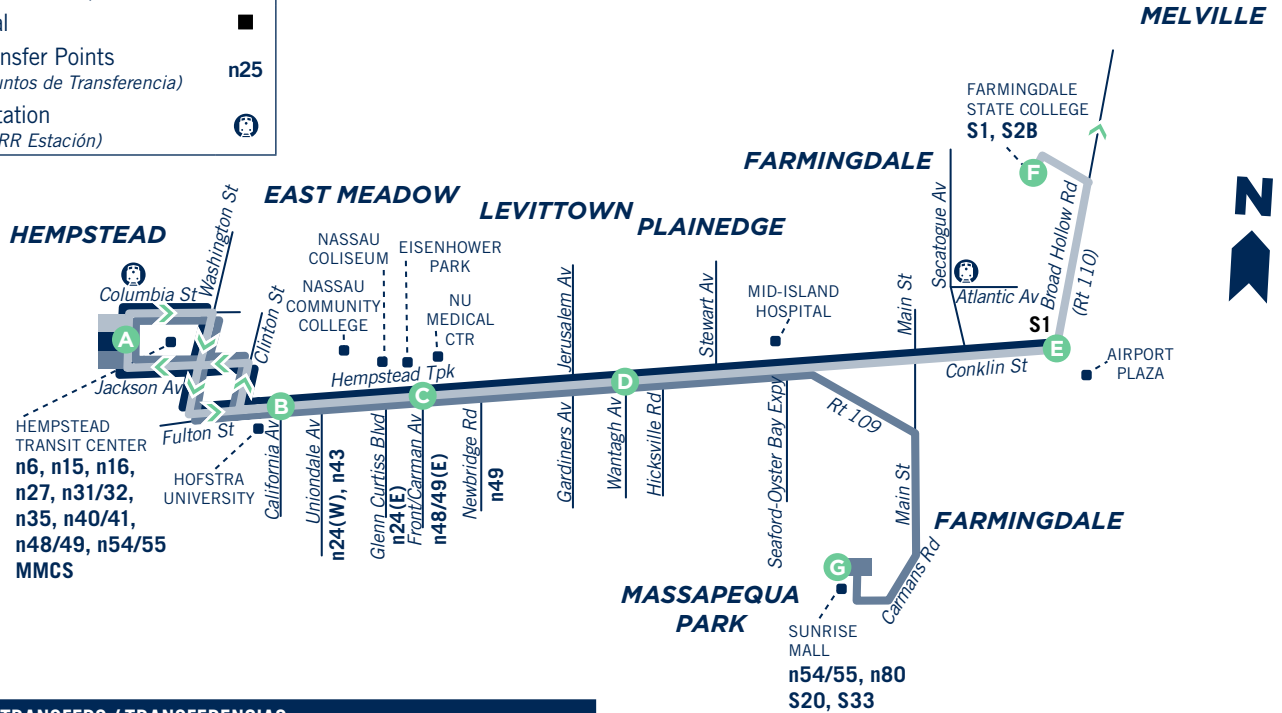 MELVILLE
al
nsfer Points
untos de Transferencia)
n25
tation
RR Estación)
FARMINGDALE
STATE COLLEGE
S1, S2B
F
FARMINGDALE
EAST MEADOW
LEVITTOWN
PLAINEDGE
HEMPSTEAD
N
Washington St
Columbia St
Clinton St
NASSAU
COLISEUM
EISENHOWER
PARK
NASSAU
COMMUNITY
COLLEGE
NU
MEDICAL
CTR
Jerusalem Av
Stewart Av
MID-ISLAND
HOSPITAL
Main St
Secatogue Av
Atlantic Av
Broad Hollow Rd
(Rt 110)
S1
A
Jackson Av
Hempstead Tpk
B
C
D
E
Conklin St
AIRPORT
PLAZA
Fulton St
HEMPSTEAD
TRANSIT CENTER
n6, n15, n16,
n27, n31/32,
n35, n40/41,
n48/49, n54/55
MMCS
HOFSTRA
UNIVERSITY
California Av
Uniondale Av
n24(W), n43
Glenn Curtiss Blvd
n24(E)
Front/Carman Av
n48/49(E)
Newbridge Rd
n49
Gardiners Av
Wantagh Av
Hicksville Rd
Seaford-Oyster Bay Expy
Rt 109
Main St
FARMINGDALE
Carmans Rd
G
MASSAPEQUA
PARK
SUNRISE
MALL
n54/55, n80
S20, S33
TRANSFERS / TRANSFERENCIAS